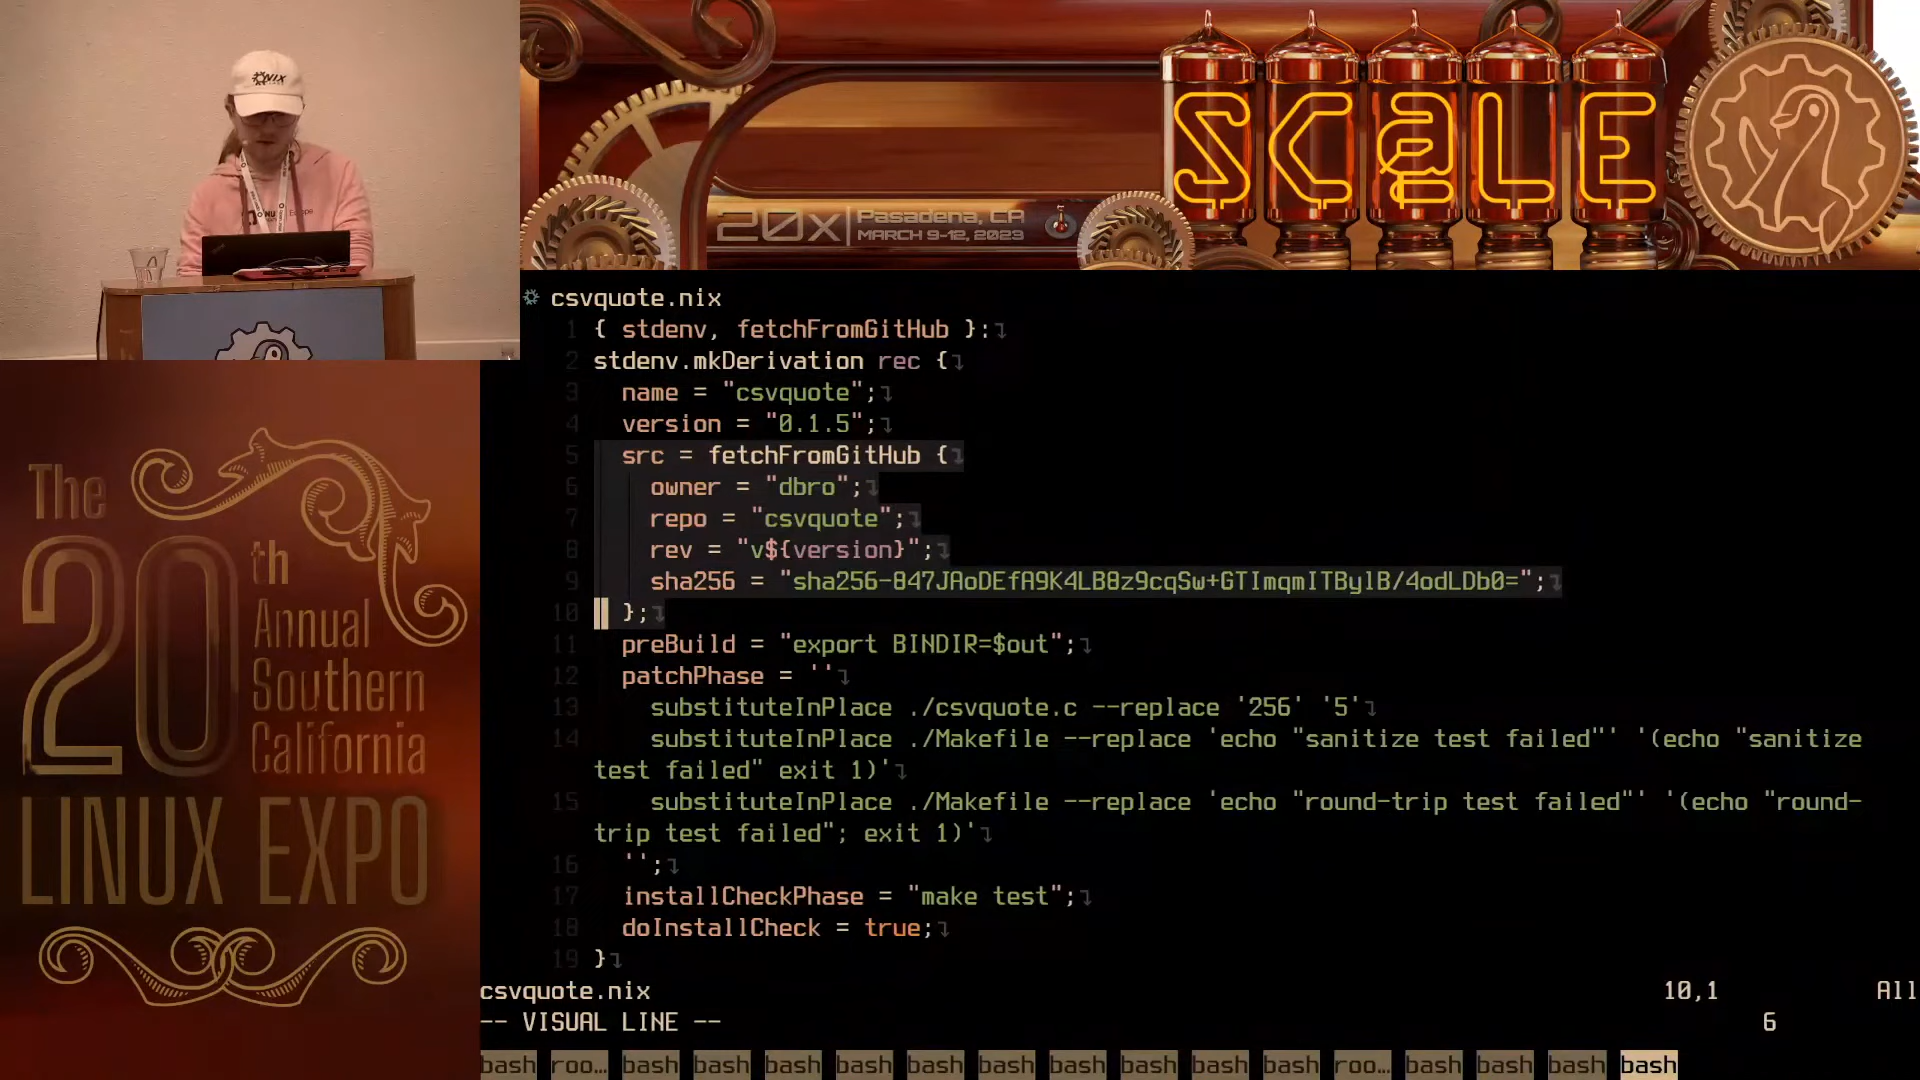 NIX
SCaLE
20x
Pasadena, CA
MARCH 9-12, 2023
csvquote.nix
1 { stdenv, fetchFromGitHub }:
2 stdenv.mkDerivation rec {
3 name = "csvquote";
4 version = "0.1.5";
5 src = fetchFromGitHub {
6 owner = "dbro";
7 repo = "csvquote";
8 rev = "v${version}";
9 sha256 = "sha256-847JAoDEfA9K4LB8z9cqSw+GTImqmITBylB/4odLDb0=";
10 };
11 preBuild = "export BINDIR=$out";
12 patchPhase = ''
13 substituteInPlace ./csvquote.c --replace '256' '5'
14 substituteInPlace ./Makefile --replace 'echo "sanitize test failed"' '(echo "sanitize
test failed" exit 1)'
15 substituteInPlace ./Makefile --replace 'echo "round-trip test failed"' '(echo "round-
trip test failed"; exit 1)'
16 '';
17 installCheckPhase = "make test";
18 doInstallCheck = true;
19 }
csvquote.nix 10,1 All
-- VISUAL LINE -- 6
bash roo… bash bash bash bash bash bash bash bash bash bash roo… bash bash bash bash
The
20th
Annual
Southern
California
LINUX EXPO